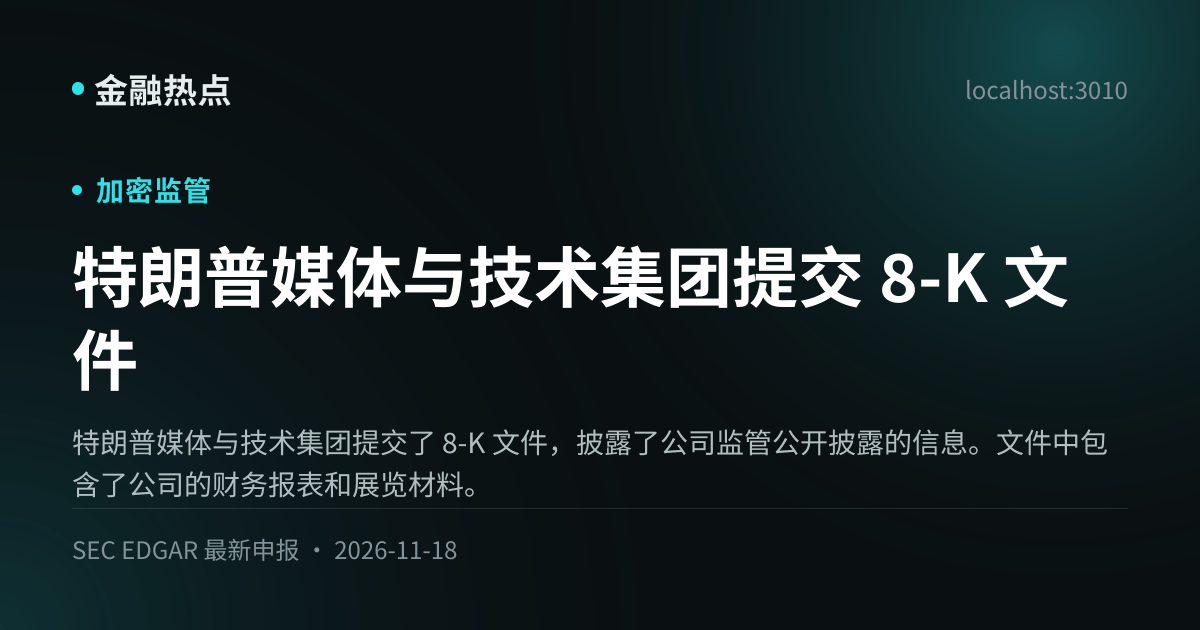 金融热点
localhost:3010
加密监管
特朗普媒体与技术集团提交 8-K 文
件
特朗普媒体与技术集团提交了 8-K 文件，披露了公司监管公开披露的信息。文件中包
含了公司的财务报表和展览材料。
SEC EDGAR 最新申报 · 2026-11-18